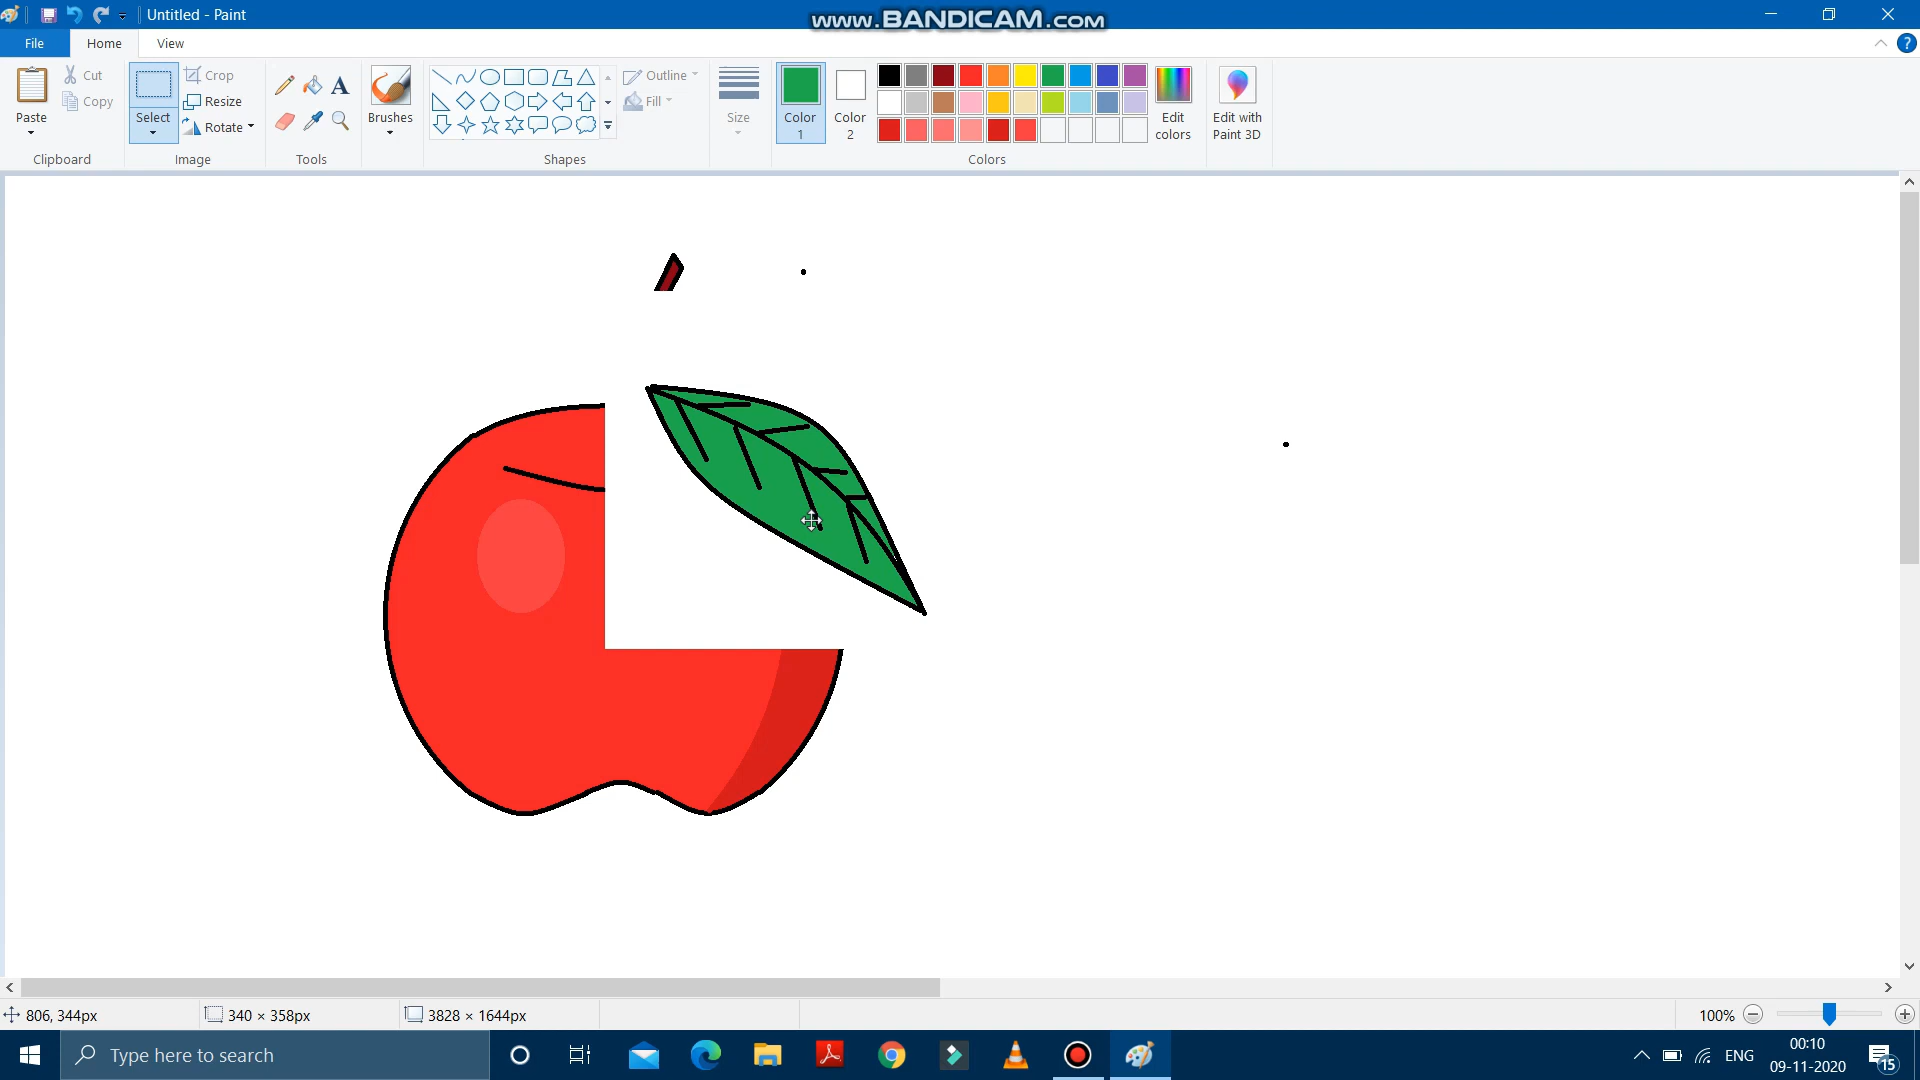 Untitled - Paint
www.BANDICAM.com
File
Home
View
?
Paste
Cut
Copy
Clipboard
Select
Crop
Resize
Rotate
Image
A
Tools
Brushes
Shapes
Outline
Fill
Size
Color
1
Color
2
Edit
colors
Colors
Edit with
Paint 3D
806, 344px
340 × 358px
3828 × 1644px
100%
Type here to search
ENG
00:10
09-11-2020
15